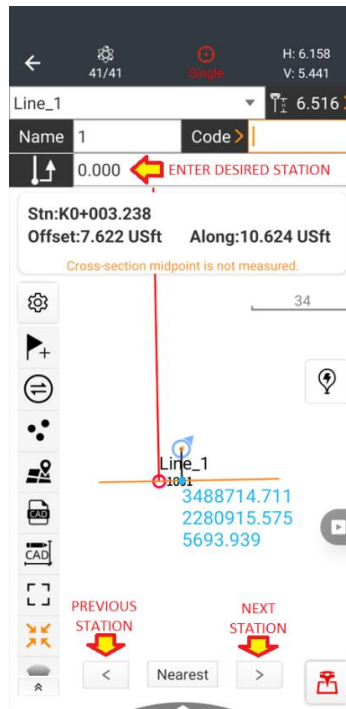 41/41
Single
H: 6.158
V: 5.441
Line_1
6.516
Name 1 Code >
0.000 ENTER DESIRED STATION
Stn:K0+003.238
Offset:7.622 USft Along:10.624 USft
Cross-section midpoint is not measured.
34
Line_1
3488714.711
2280915.575
5693.939
CAD
CAD
PREVIOUS STATION
NEXT STATION
< Nearest >